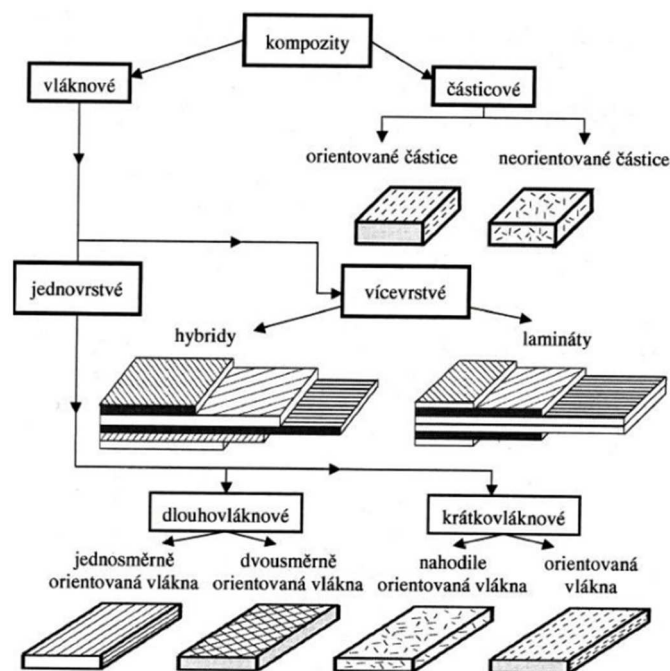 kompozity
vláknové
částicové
orientované částice
neorientované částice
jednovrstvé
vícevrstvé
hybridy
lamináty
dlouhovláknové
krátkovláknové
jednosměrně
orientovaná vlákna
dvousměrně
orientovaná vlákna
nahodile
orientovaná vlákna
orientovaná
vlákna